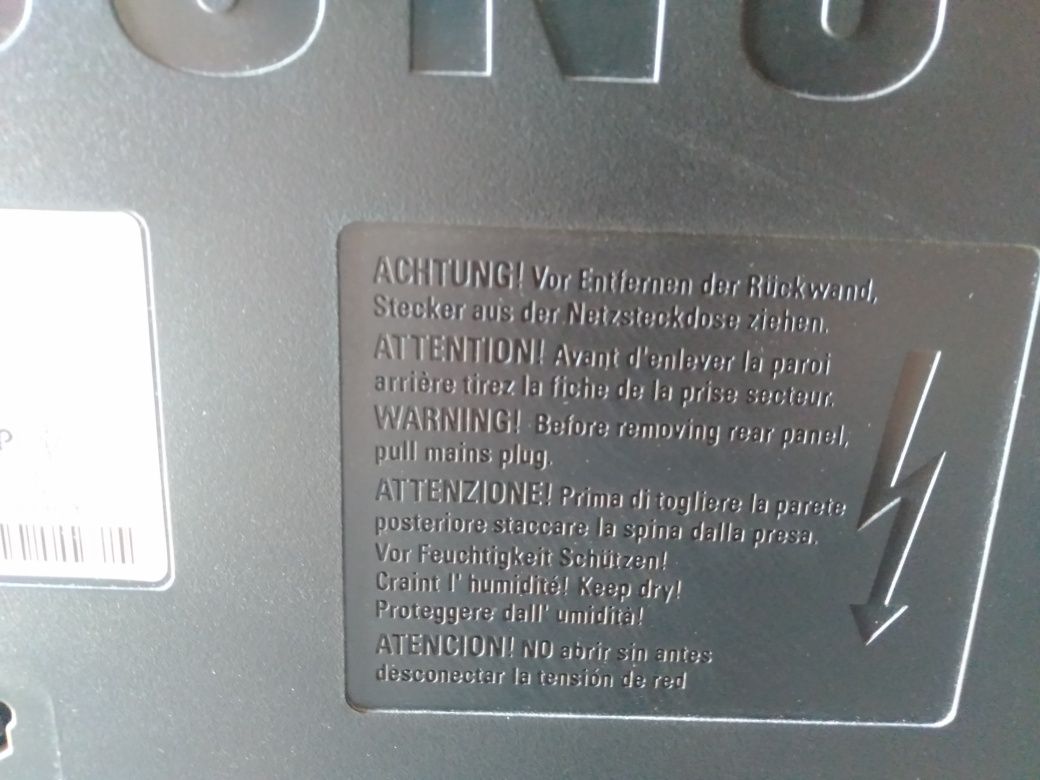 ACHTUNG! Vor Entfernen der Rückwand,
Stecker aus der Netzsteckdose ziehen.
ATTENTION! Avant d'enlever la paroi
arrière tirez la fiche de la prise secteur.
WARNING! Before removing rear panel,
pull mains plug.
ATTENZIONE! Prima di togliere la parete
posteriore staccare la spina dalla presa.
Vor Feuchtigkeit Schützen!
Craint l' humidité! Keep dry!
Proteggere dall' umidità!
ATENCION! NO abrir sin antes
desconectar la tensión de red